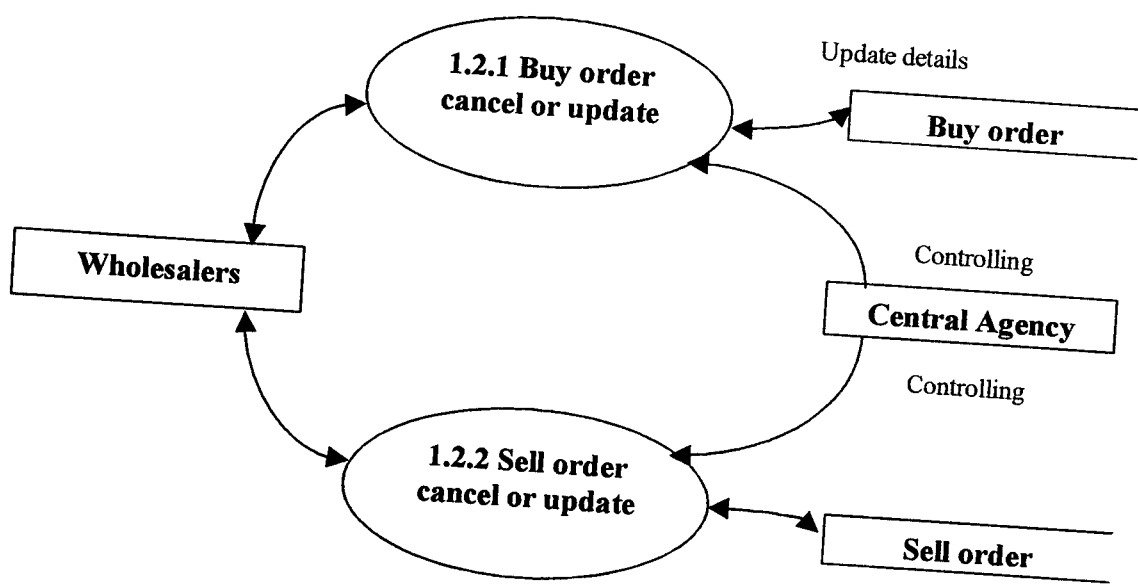 1.2.1 Buy order
cancel or update
Update details
Buy order
Wholesalers
Controlling
Central Agency
Controlling
1.2.2 Sell order
cancel or update
Sell order